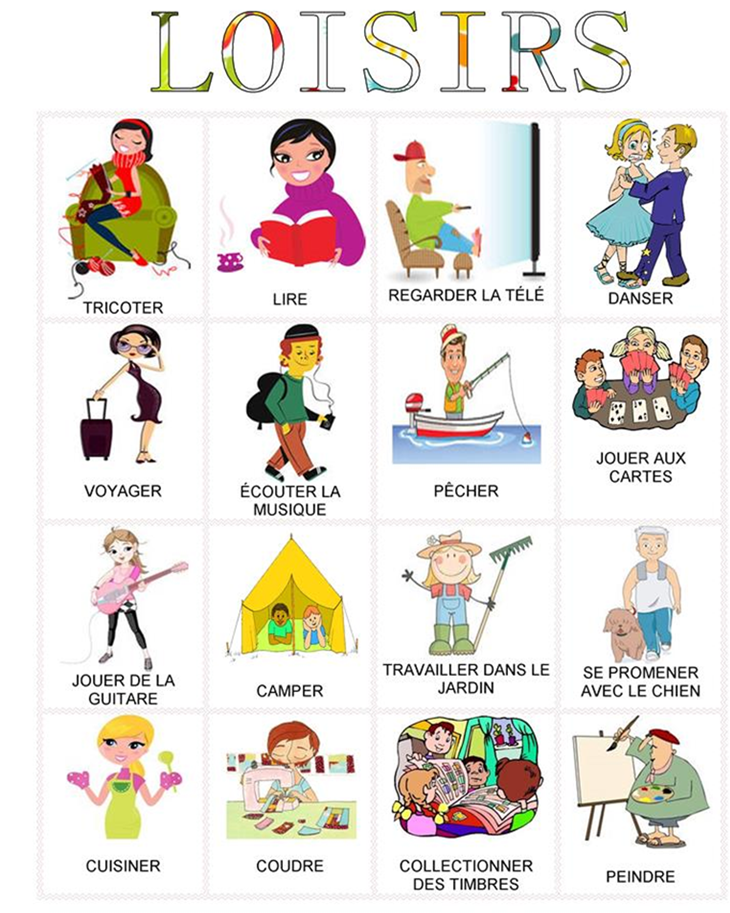 LOISIRS
TRICOTER
LIRE
REGARDER LA TÉLÉ
DANSER
VOYAGER
ÉCOUTER LA
MUSIQUE
PÊCHER
JOUER AUX
CARTES
JOUER DE LA
GUITARE
CAMPER
TRAVAILLER DANS LE
JARDIN
SE PROMENER
AVEC LE CHIEN
CUISINER
COUDRE
COLLECTIONNER
DES TIMBRES
PEINDRE